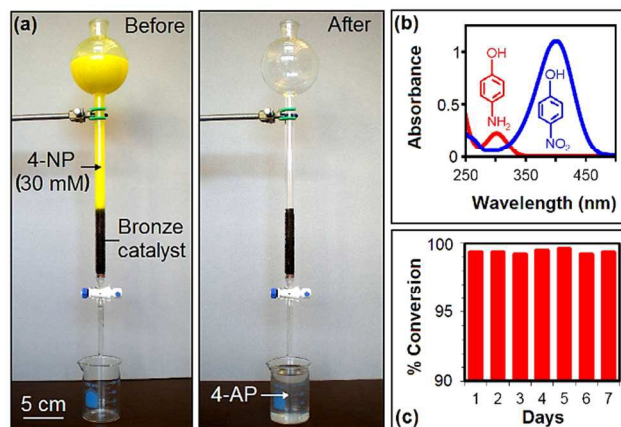 (a)
Before
4-NP
(30 mM)
Bronze
catalyst
5 cm
After
4-AP
(b)
Absorbance
1
0.5
0
250
350
450
Wavelength (nm)
OH
NH2
OH
NO2
% Conversion
100
95
90
1 2 3 4 5 6 7
(c)
Days